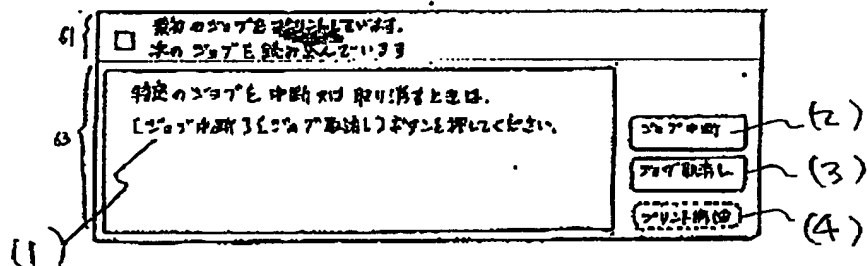 61
最初のジョブをプリントしています.
次のジョブを読み込んでいます
63
特定のジョブを中断又は取り消すときは.
[ジョブ中断][ジョブ取消し]ボタンを押してください.
ジョブ中断
(2)
ジョブ取消し
(3)
(4)
(1)